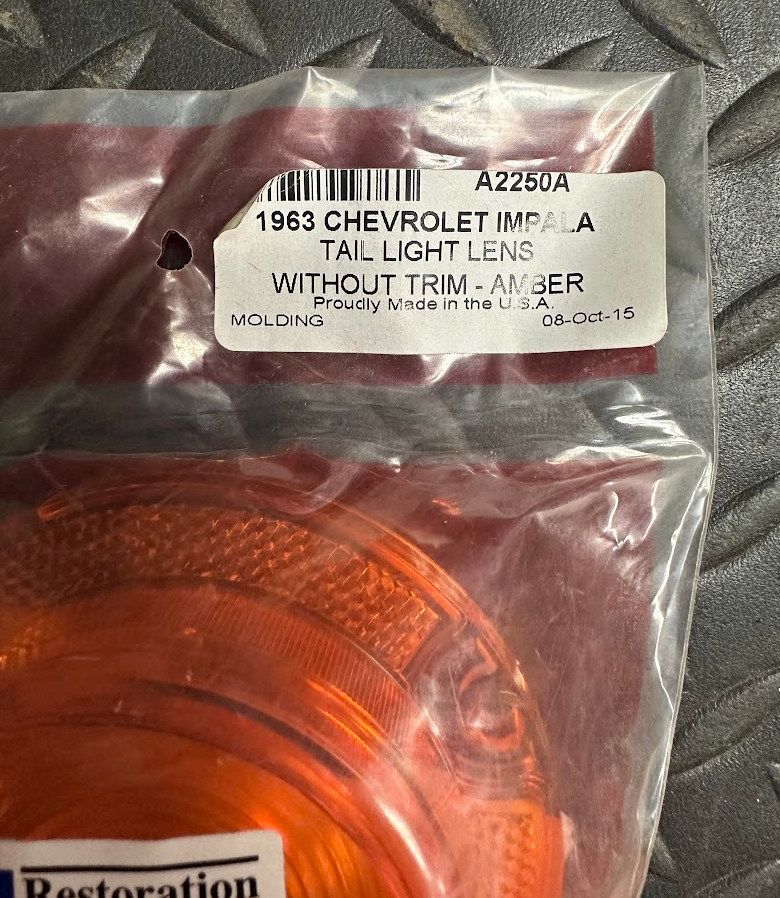 A2250A
1963 CHEVROLET IMPALA
TAIL LIGHT LENS
WITHOUT TRIM - AMBER
Proudly Made in the U.S.A.
MOLDING 08-Oct-15
Restoration